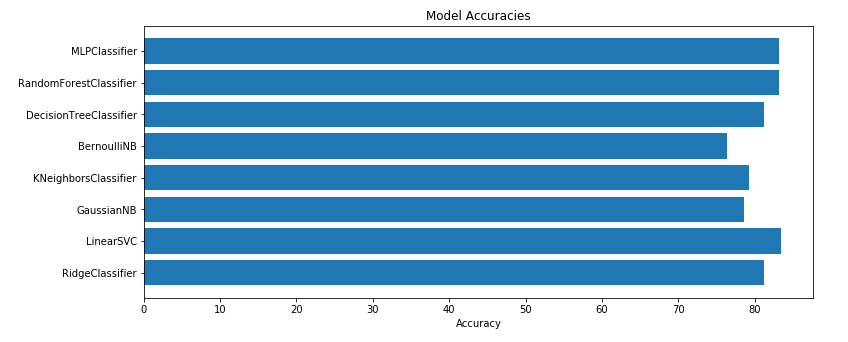 Model Accuracies
MLPClassifier
RandomForestClassifier
DecisionTreeClassifier
BernoulliNB
KNeighborsClassifier
GaussianNB
LinearSVC
RidgeClassifier
0 10 20 30 40 50 60 70 80
Accuracy